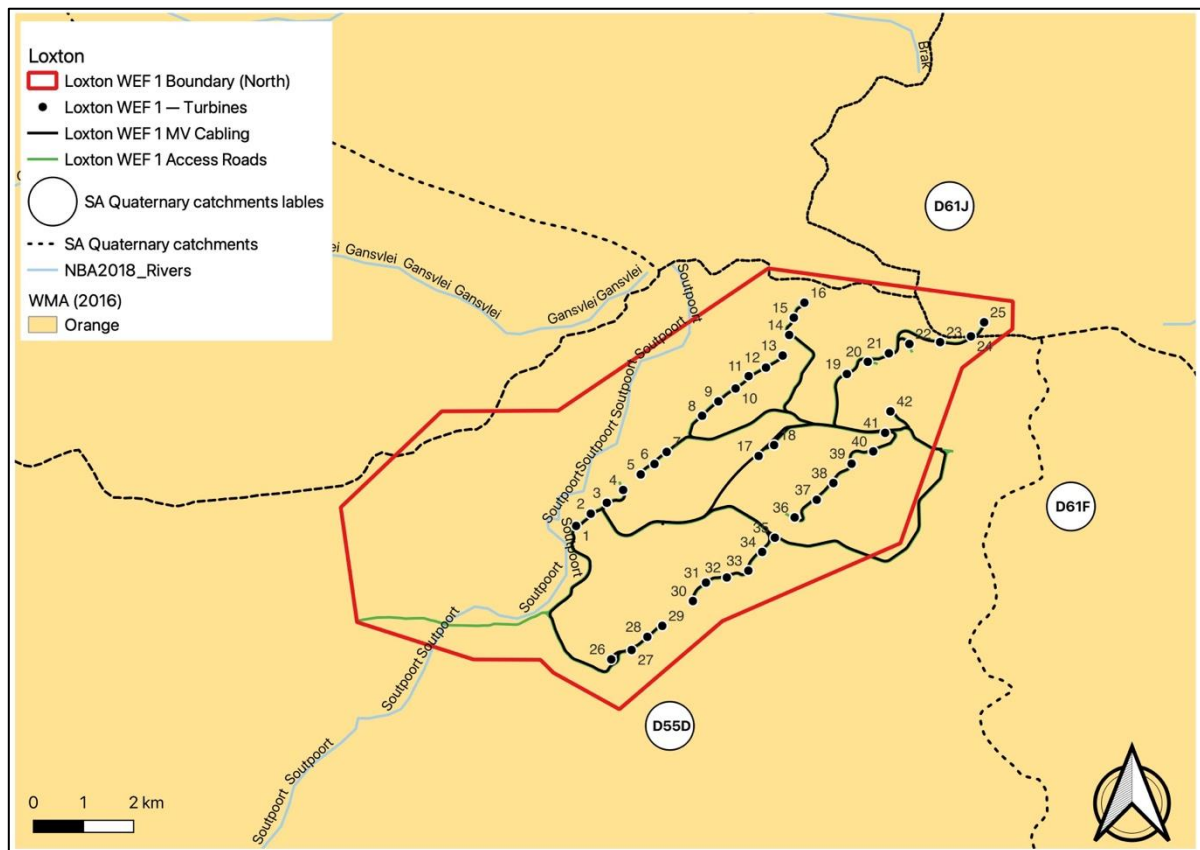 Loxton
Loxton WEF 1 Boundary (North)
Loxton WEF 1 — Turbines
Loxton WEF 1 MV Cabling
Loxton WEF 1 Access Roads
SA Quaternary catchments lables
SA Quaternary catchments
NBA2018_Rivers
WMA (2016)
Orange
Brak
D61J
Gansvlei Gansvlei Gansvlei Gansvlei
Gansvlei Gansvlei
Soutpoort
Soutpoort
Soutpoort
Soutpoort
Soutpoort
Soutpoort
Soutpoort
Soutpoort
Soutpoort
Soutpoort
Soutpoort
Soutpoort
16
15
14
25
24
23
22
21
20
19
13
12
11
10
9
8
7
6
5
4
3
2
1
42
41
40
39
38
37
36
18
17
35
34
33
32
31
30
29
28
27
26
D61F
D55D
0 1 2 km